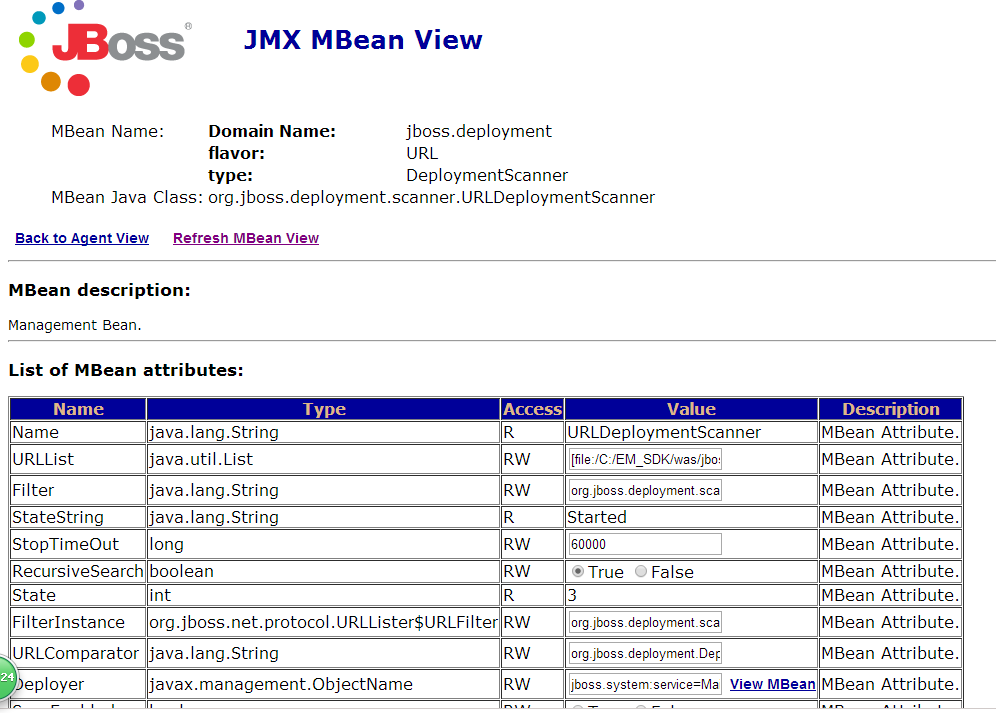 JBoss®
JMX MBean View
MBean Name: Domain Name: jboss.deployment
flavor: URL
type: DeploymentScanner
MBean Java Class: org.jboss.deployment.scanner.URLDeploymentScanner
Back to Agent View Refresh MBean View
MBean description:
Management Bean.
List of MBean attributes:
Name Type Access Value Description
Name java.lang.String R URLDeploymentScanner MBean Attribute.
URLList java.util.List RW [file:/C:/EM_SDK/was/jbo MBean Attribute.
Filter java.lang.String RW org.jboss.deployment.sca MBean Attribute.
StateString java.lang.String R Started MBean Attribute.
StopTimeOut long RW 60000 MBean Attribute.
RecursiveSearch boolean RW True False MBean Attribute.
State int R 3 MBean Attribute.
FilterInstance org.jboss.net.protocol.URLLister$URLFilter RW org.jboss.deployment.sca MBean Attribute.
URLComparator java.lang.String RW org.jboss.deployment.Dep MBean Attribute.
24
Deployer javax.management.ObjectName RW jboss.system:service=Ma View MBean MBean Attribute.